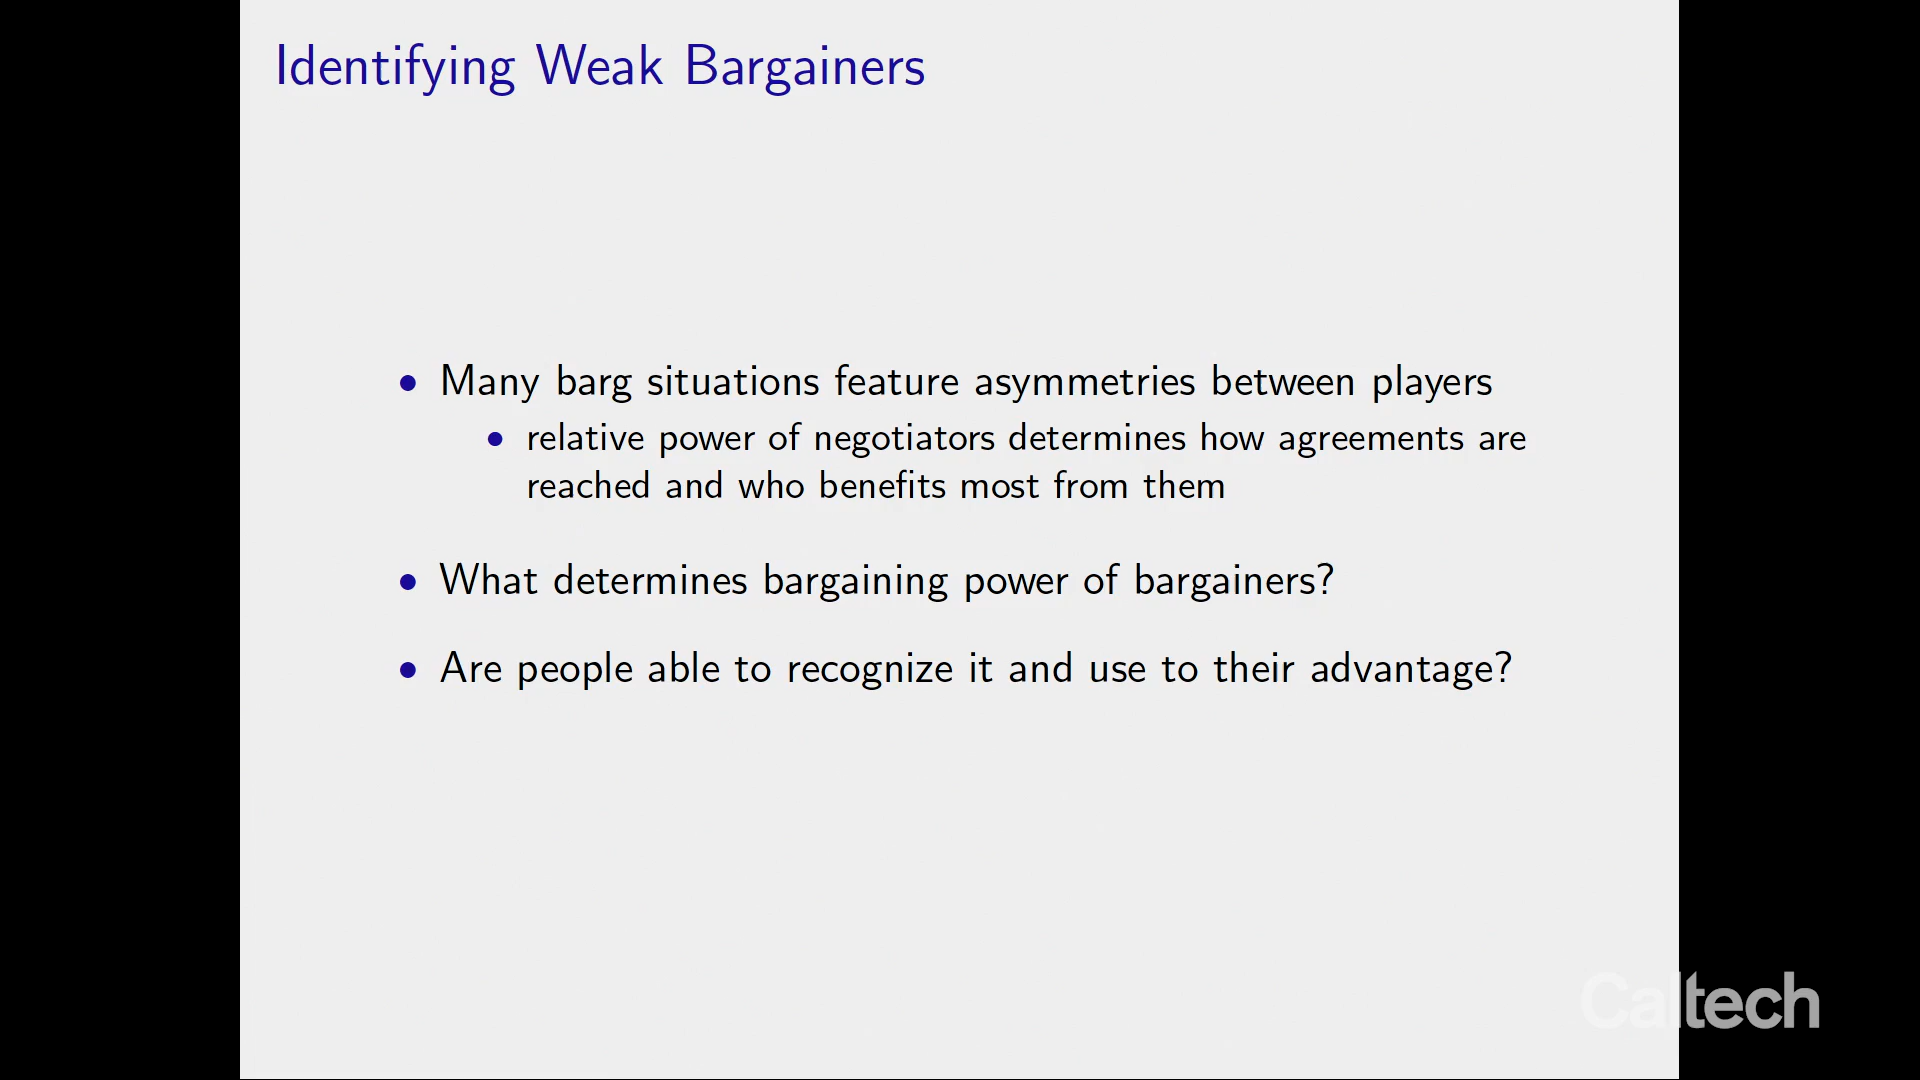 Identifying Weak Bargainers
• Many barg situations feature asymmetries between players
• relative power of negotiators determines how agreements are
reached and who benefits most from them
• What determines bargaining power of bargainers?
• Are people able to recognize it and use to their advantage?
Caltech